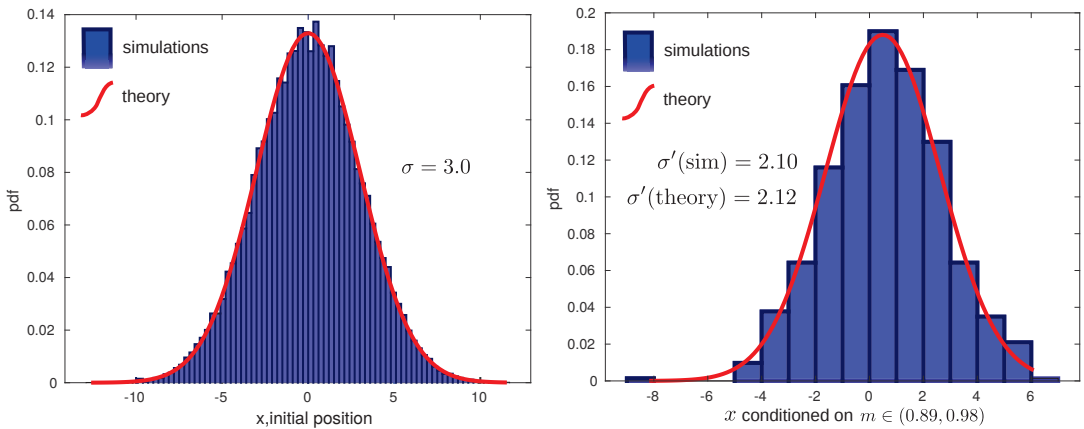 0.14
0.12
0.1
0.08
0.06
0.04
0.02
0
pdf
simulations
theory
σ = 3.0
-10
-5
0
5
10
x,initial position
0.2
0.18
0.16
0.14
0.12
0.1
0.08
0.06
0.04
0.02
0
pdf
simulations
theory
σ′(sim) = 2.10
σ′(theory) = 2.12
-8
-6
-4
-2
0
2
4
6
x conditioned on m ∈ (0.89, 0.98)